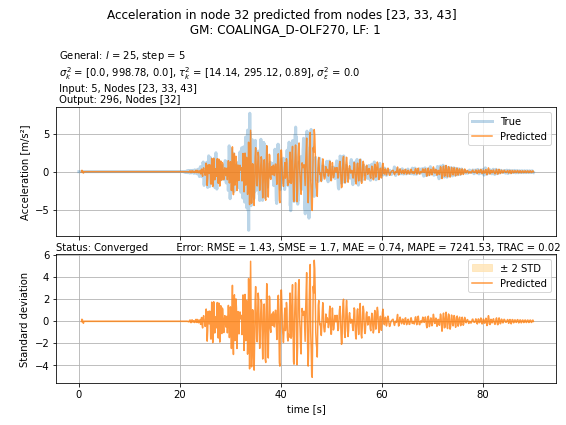 Acceleration in node 32 predicted from nodes [23, 33, 43]
GM: COALINGA_D-OLF270, LF: 1
General: l = 25, step = 5
σ²ₖ = [0.0, 998.78, 0.0], τ²ₖ = [14.14, 295.12, 0.89], σ²ε = 0.0
Input: 5, Nodes [23, 33, 43]
Output: 296, Nodes [32]
Acceleration [m/s²]
5
0
−5
True
Predicted
Status: Converged Error: RMSE = 1.43, SMSE = 1.7, MAE = 0.74, MAPE = 7241.53, TRAC = 0.02
Standard deviation
6
4
2
0
−2
−4
± 2 STD
Predicted
0 20 40 60 80
time [s]